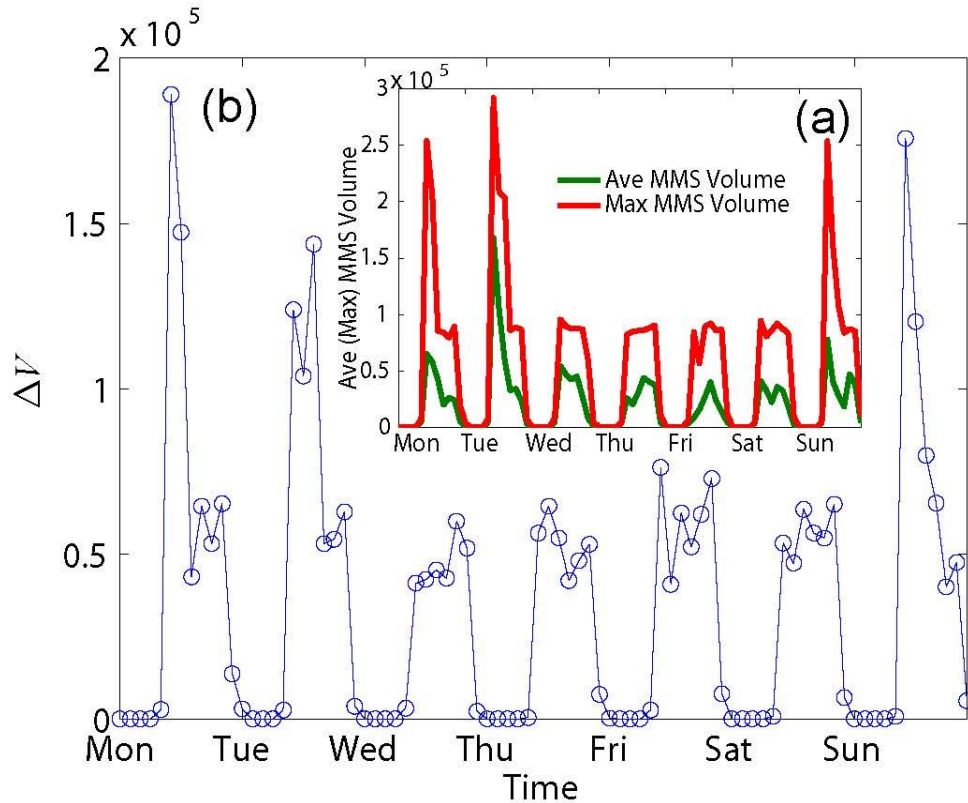 x 10 5
2
1.5
1
0.5
0
ΔV
(b)
3 x 10 5
2.5
2
1.5
1
0.5
0
Ave (Max) MMS Volume
(a)
Ave MMS Volume
Max MMS Volume
Mon Tue Wed Thu Fri Sat Sun
Mon Tue Wed Thu Fri Sat Sun
Time